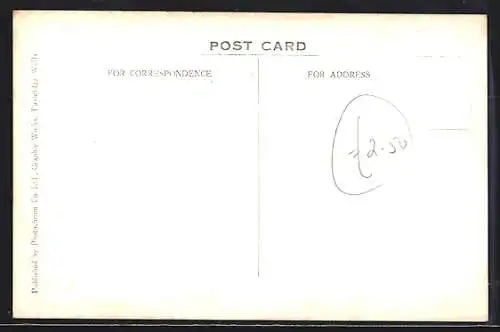 POST CARD
FOR CORRESPONDENCE
FOR ADDRESS
£2.50
Published by Photochrom Co. Ltd., Graphic Works, Tunbridge Wells